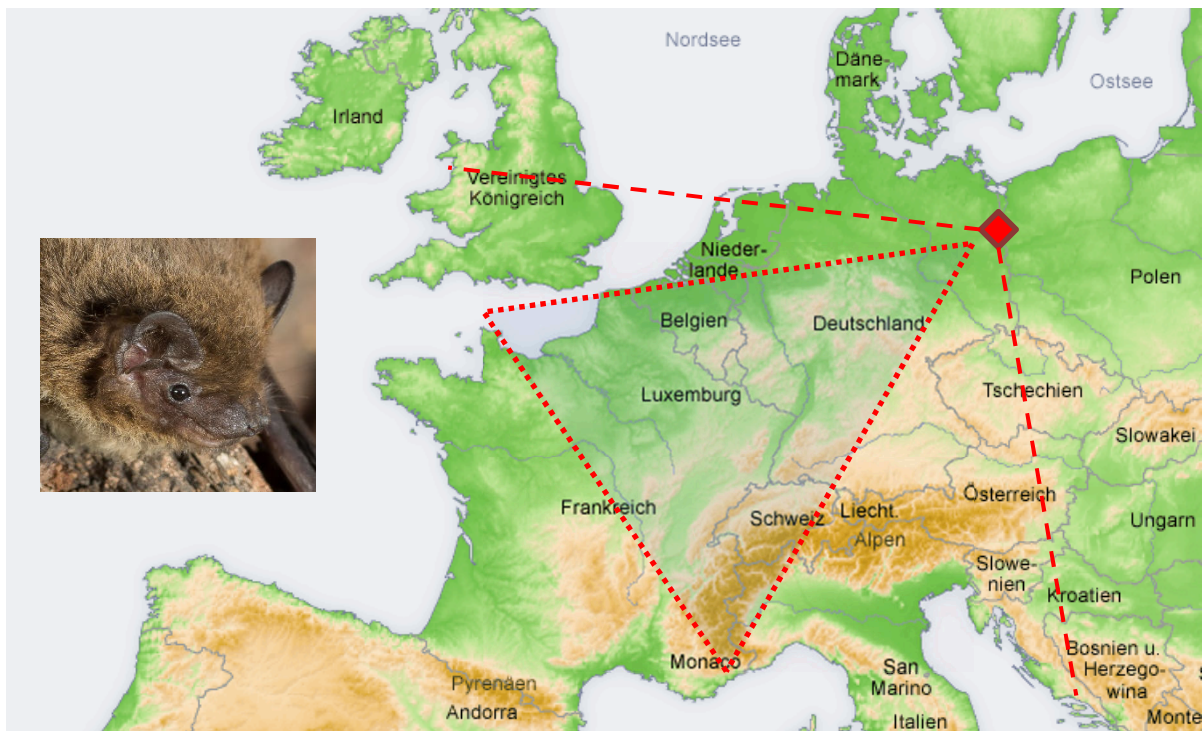 Nordsee
Däne-
mark
Ostsee
Irland
Vereinigtes
Königreich
Nieder-
lande
Polen
Belgien
Deutschland
Luxemburg
Tschechien
Slowakei
Frankreich
Schweiz
Liecht.
Österreich
Ungarn
Alpen
Slowe-
nien
Kroatien
Monaco
Bosnien u.
Herzego-
wina
San
Marino
Pyrenäen
Andorra
Italien
Monte